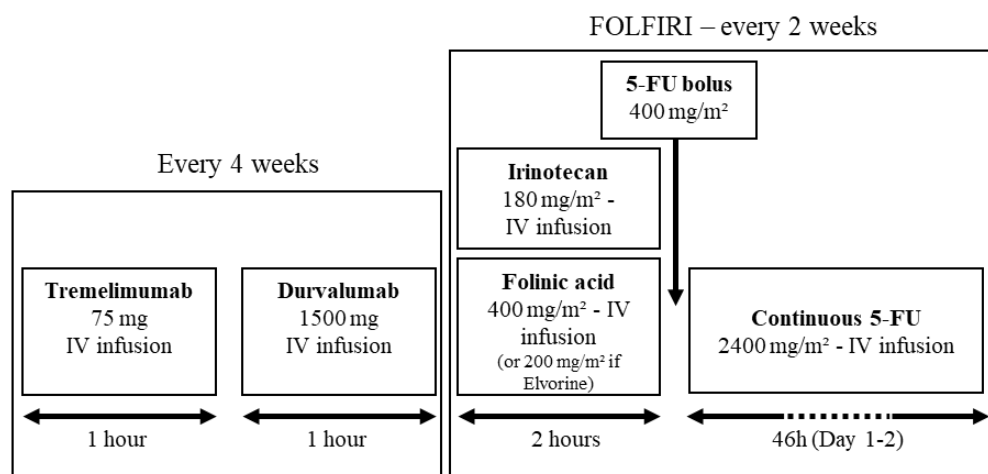 FOLFIRI – every 2 weeks
5-FU bolus
400 mg/m²
Every 4 weeks
Irinotecan
180 mg/m² -
IV infusion
Tremelimumab
75 mg
IV infusion
Durvalumab
1500 mg
IV infusion
Folinic acid
400 mg/m² - IV
infusion
(or 200 mg/m² if
Elvorine)
Continuous 5-FU
2400 mg/m² - IV infusion
1 hour
1 hour
2 hours
46h (Day 1-2)